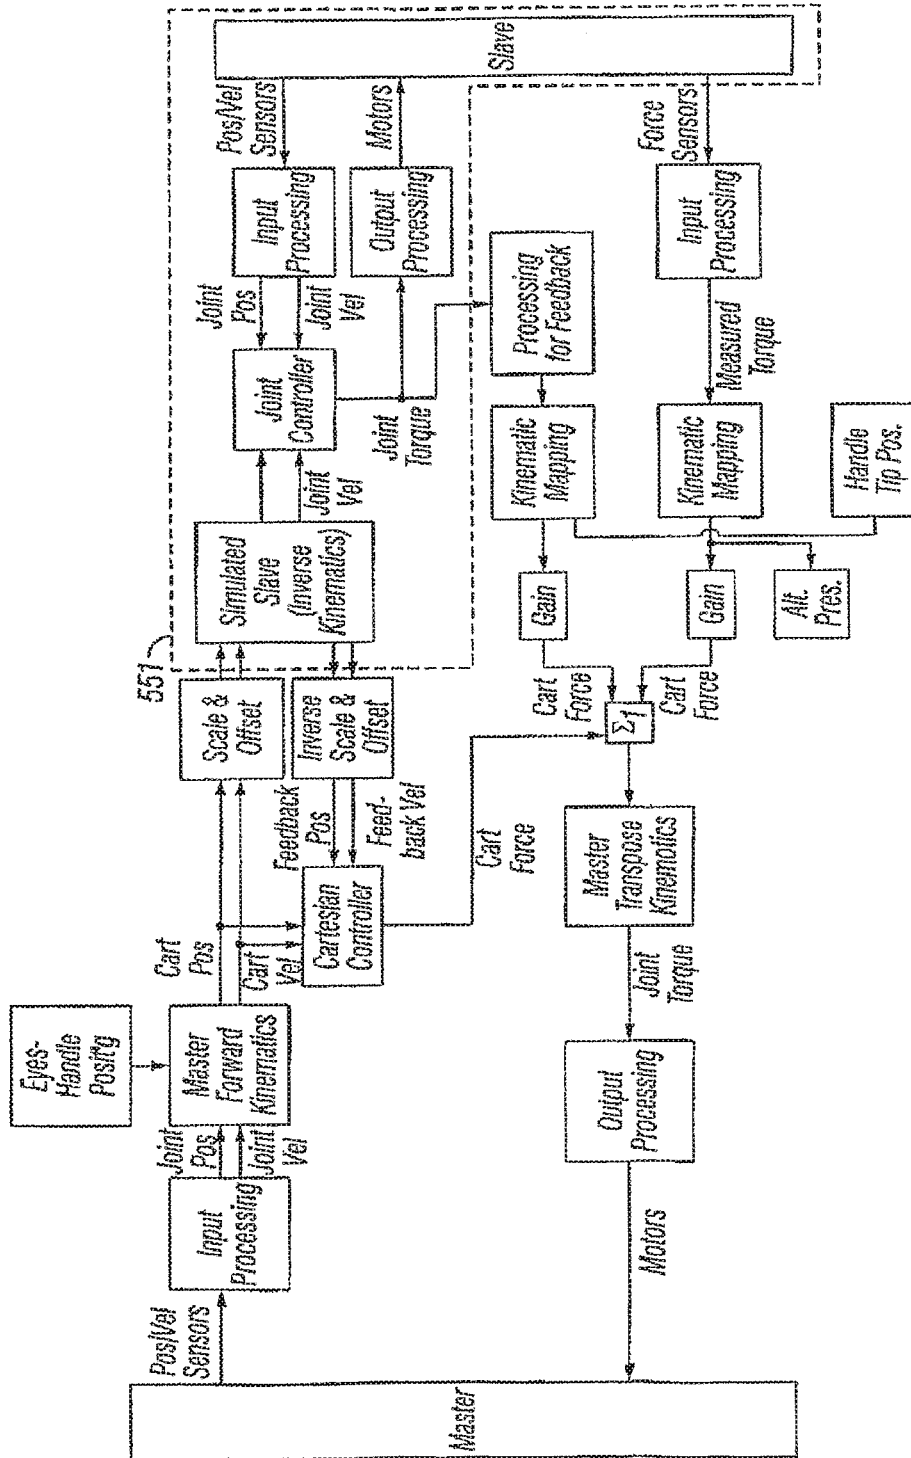 Master
Pos/Vel
Sensors
Input
Processing
Joint
Pos
Joint
Vel
Eyes-
Handle
Posit'g
Master
Forward
Kinematics
Cart
Pos
Cart
Vel
Scale &
Offset
551
Inverse
Scale &
Offset
Feedback
Pos
Feed-
back Vel
Cartesian
Controller
Cart
Force
Simulated
Slave
(Inverse
Kinematics)
Joint
Vel
Joint
Controller
Joint
Pos
Joint
Vel
Input
Processing
Pos/Vel
Sensors
Joint
Torque
Output
Processing
Motors
Slave
Processing
for Feedback
Kinematic
Mapping
Gain
Cart
Force
Force
Sensors
Input
Processing
Measured
Torque
Kinematic
Mapping
Handle
Tip Pos.
Gain
Alt.
Pres.
Cart
Force
Σ1
Master
Transpose
Kinemotics
Joint
Torque
Output
Processing
Motors